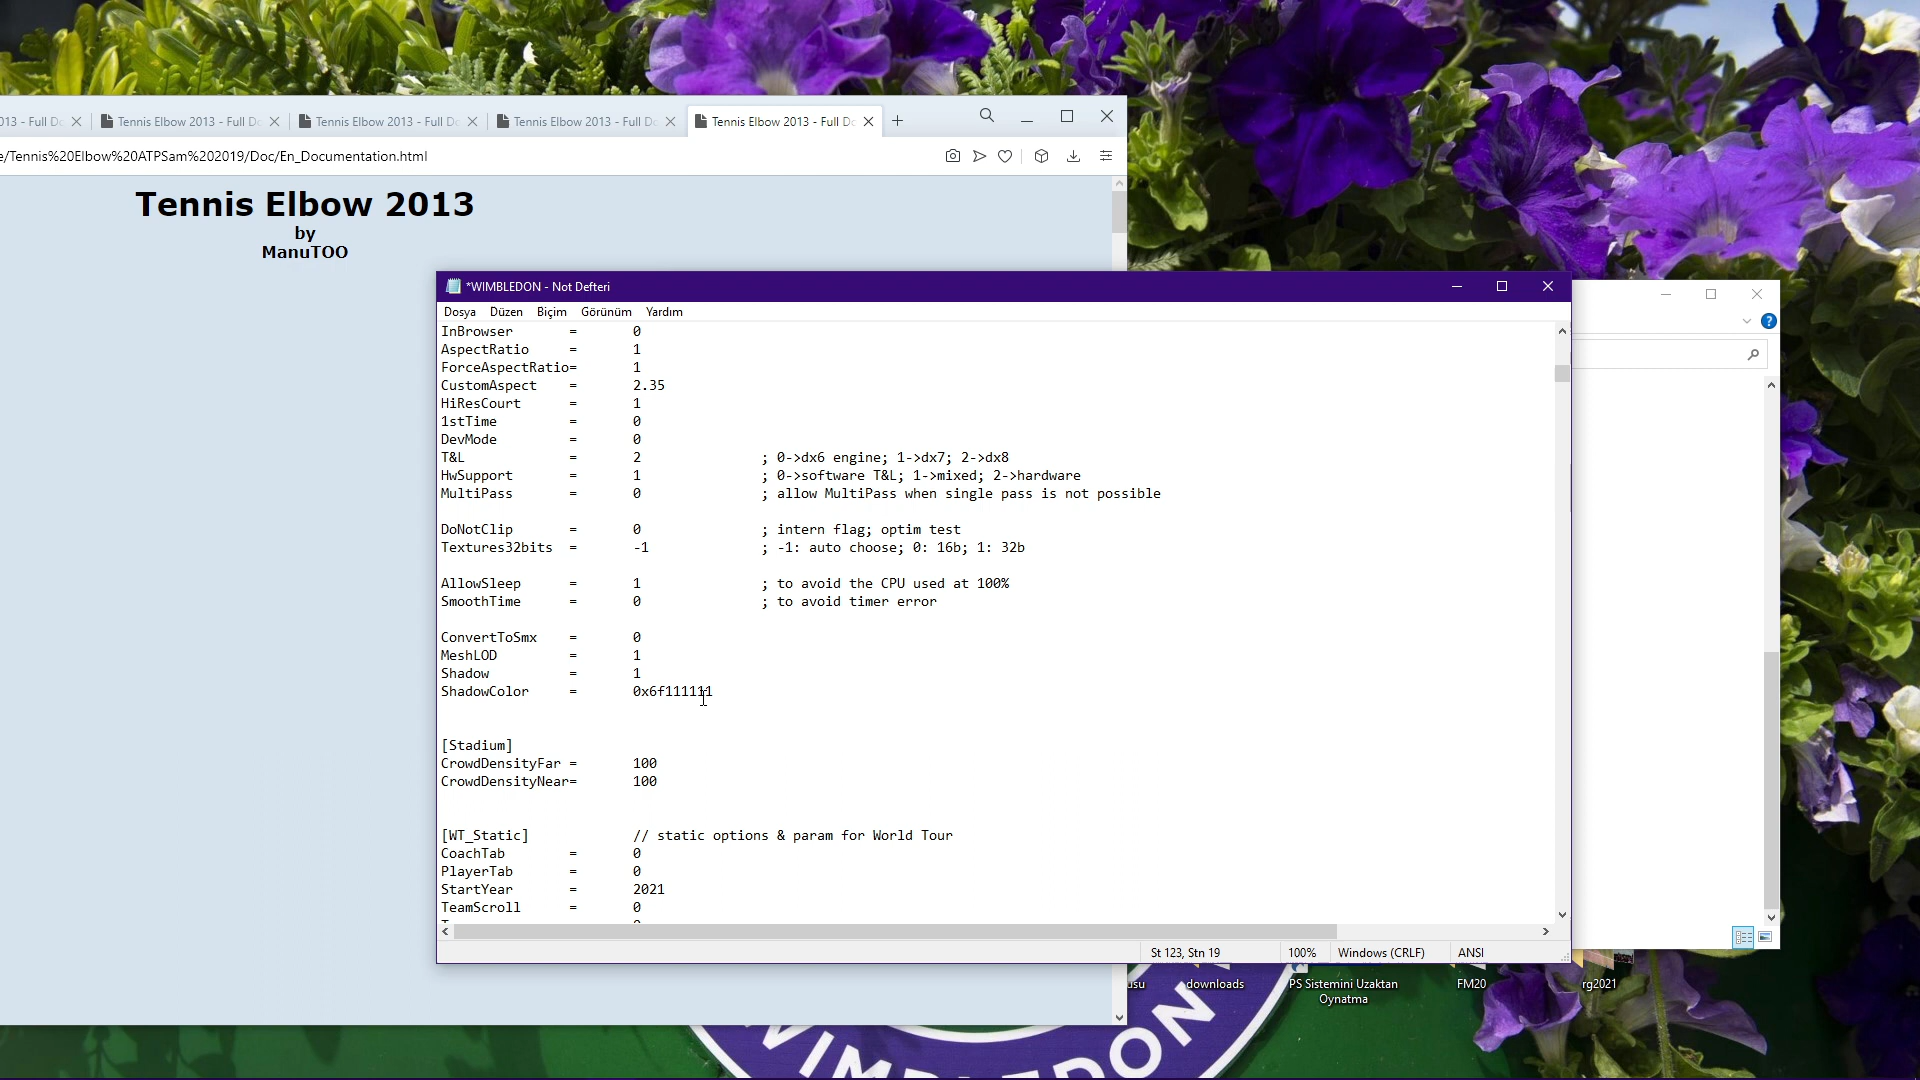 013 - Full Do
Tennis Elbow 2013 - Full Do
Tennis Elbow 2013 - Full Do
Tennis Elbow 2013 - Full Do
Tennis Elbow 2013 - Full Do
e/Tennis%20Elbow%20ATPSam%202019/Doc/En_Documentation.html
Tennis Elbow 2013
by
ManuTOO
*WIMBLEDON - Not Defteri
Dosya Düzen Biçim Görünüm Yardım
InBrowser = 0
AspectRatio = 1
ForceAspectRatio= 1
CustomAspect = 2.35
HiResCourt = 1
1stTime = 0
DevMode = 0
T&L = 2 ; 0->dx6 engine; 1->dx7; 2->dx8
HwSupport = 1 ; 0->software T&L; 1->mixed; 2->hardware
MultiPass = 0 ; allow MultiPass when single pass is not possible
DoNotClip = 0 ; intern flag; optim test
Textures32bits = -1 ; -1: auto choose; 0: 16b; 1: 32b
AllowSleep = 1 ; to avoid the CPU used at 100%
SmoothTime = 0 ; to avoid timer error
ConvertToSmx = 0
MeshLOD = 1
Shadow = 1
ShadowColor = 0x6f111111
[Stadium]
CrowdDensityFar = 100
CrowdDensityNear= 100
[WT_Static] // static options & param for World Tour
CoachTab = 0
PlayerTab = 0
StartYear = 2021
TeamScroll = 0
St 123, Stn 19 100% Windows (CRLF) ANSI
usu
downloads
PS Sistemini Uzaktan
Oynatma
FM20
rg2021
WIMBLEDON